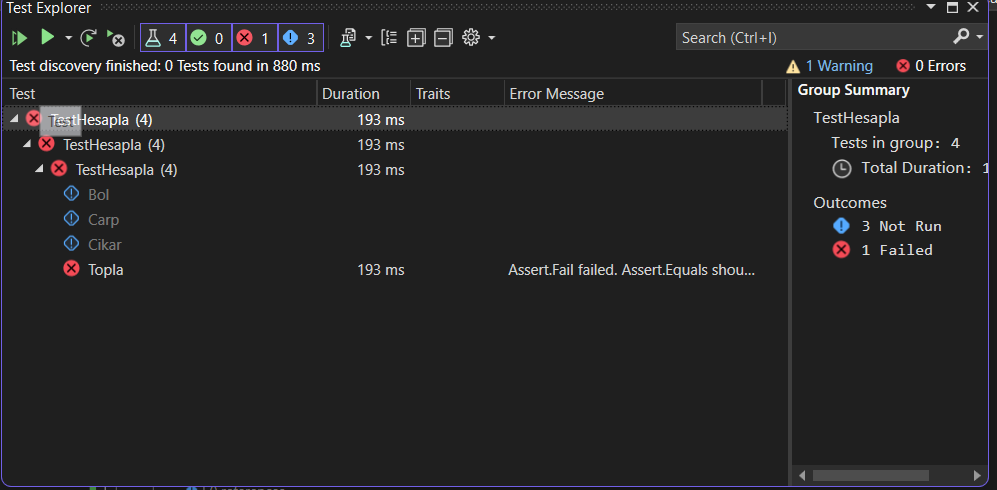 Test Explorer
4 0 1 3
Search (Ctrl+I)
Test discovery finished: 0 Tests found in 880 ms
1 Warning 0 Errors
Test Duration Traits Error Message
TestHesapla (4) 193 ms
TestHesapla (4) 193 ms
TestHesapla (4) 193 ms
Bol
Carp
Cikar
Topla 193 ms Assert.Fail failed. Assert.Equals shou...
Group Summary
TestHesapla
Tests in group: 4
Total Duration: 1
Outcomes
3 Not Run
1 Failed